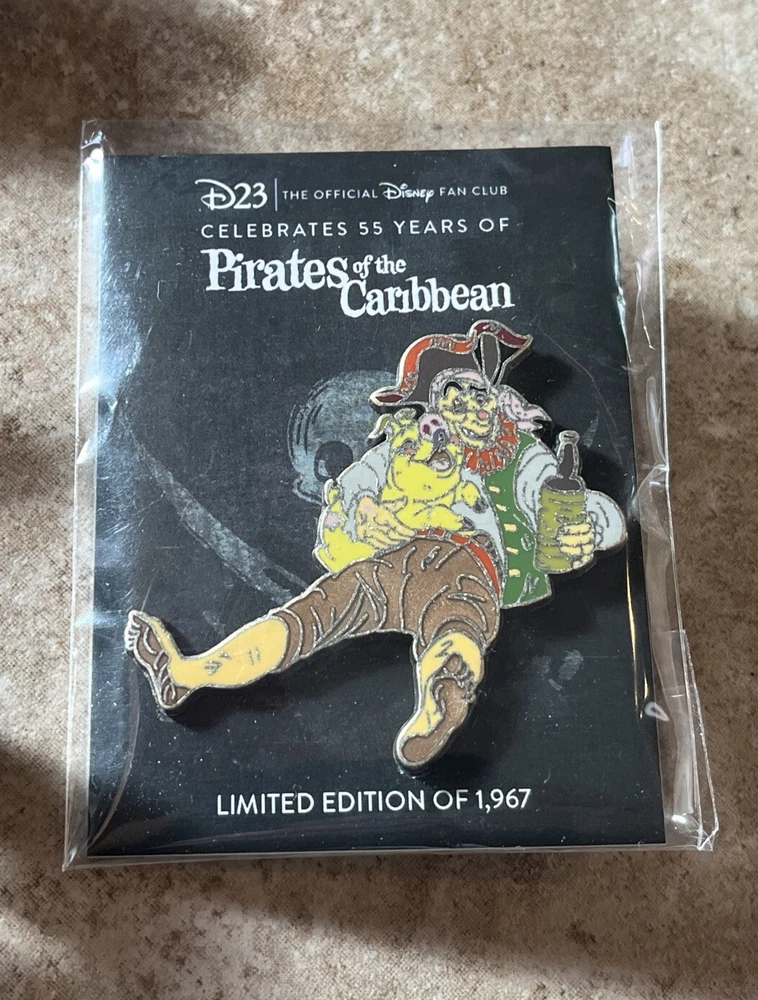 D23 | THE OFFICIAL Disney FAN CLUB
CELEBRATES 55 YEARS OF
Pirates of the
Caribbean
LIMITED EDITION OF 1,967